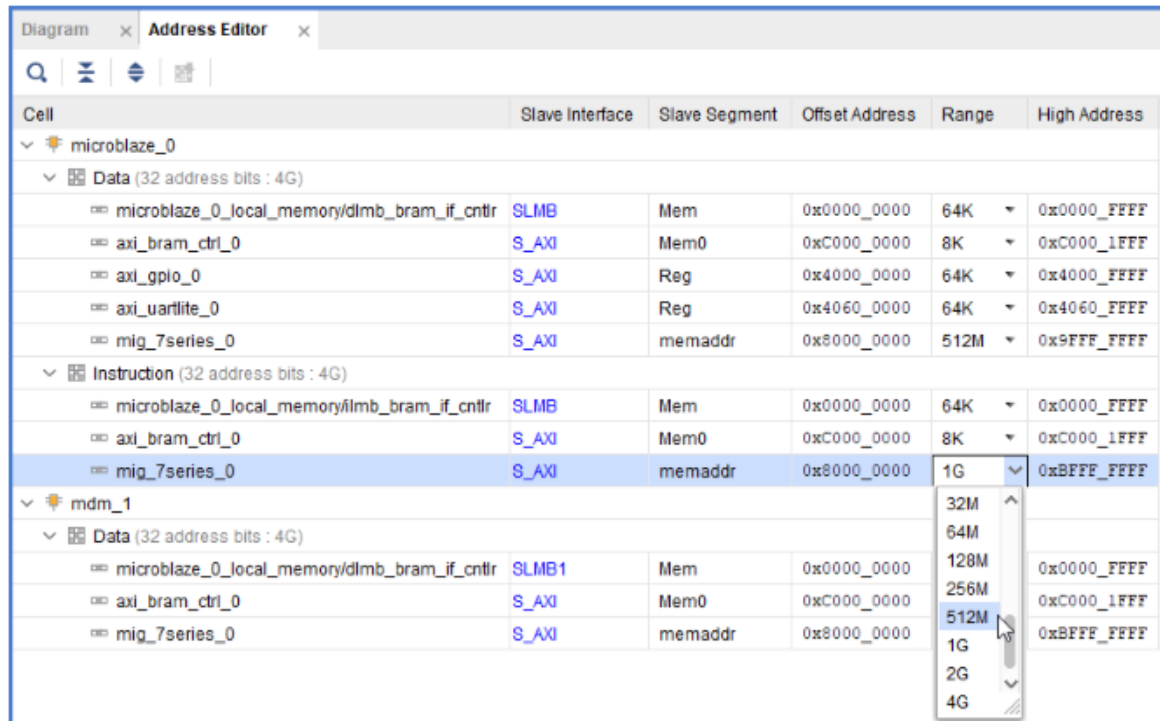 Diagram × Address Editor ×
Cell Slave Interface Slave Segment Offset Address Range High Address
microblaze_0
Data (32 address bits : 4G)
microblaze_0_local_memory/dlmb_bram_if_cntlr SLMB Mem 0x0000_0000 64K 0x0000_FFFF
axi_bram_ctrl_0 S_AXI Mem0 0xC000_0000 8K 0xC000_1FFF
axi_gpio_0 S_AXI Reg 0x4000_0000 64K 0x4000_FFFF
axi_uartlite_0 S_AXI Reg 0x4060_0000 64K 0x4060_FFFF
mig_7series_0 S_AXI memaddr 0x8000_0000 512M 0x9FFF_FFFF
Instruction (32 address bits : 4G)
microblaze_0_local_memory/ilmb_bram_if_cntlr SLMB Mem 0x0000_0000 64K 0x0000_FFFF
axi_bram_ctrl_0 S_AXI Mem0 0xC000_0000 8K 0xC000_1FFF
mig_7series_0 S_AXI memaddr 0x8000_0000 1G 0xBFFF_FFFF
mdm_1
Data (32 address bits : 4G)
microblaze_0_local_memory/dlmb_bram_if_cntlr SLMB1 Mem 0x0000_0000 0x0000_FFFF
axi_bram_ctrl_0 S_AXI Mem0 0xC000_0000 0xC000_1FFF
mig_7series_0 S_AXI memaddr 0x8000_0000 0xBFFF_FFFF
32M
64M
128M
256M
512M
1G
2G
4G